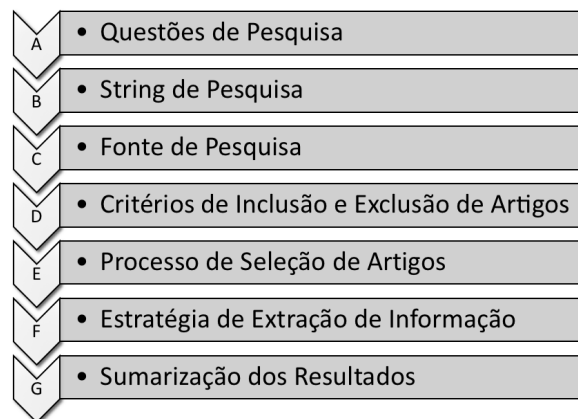 A • Questões de Pesquisa
B • String de Pesquisa
C • Fonte de Pesquisa
D • Critérios de Inclusão e Exclusão de Artigos
E • Processo de Seleção de Artigos
F • Estratégia de Extração de Informação
G • Sumarização dos Resultados